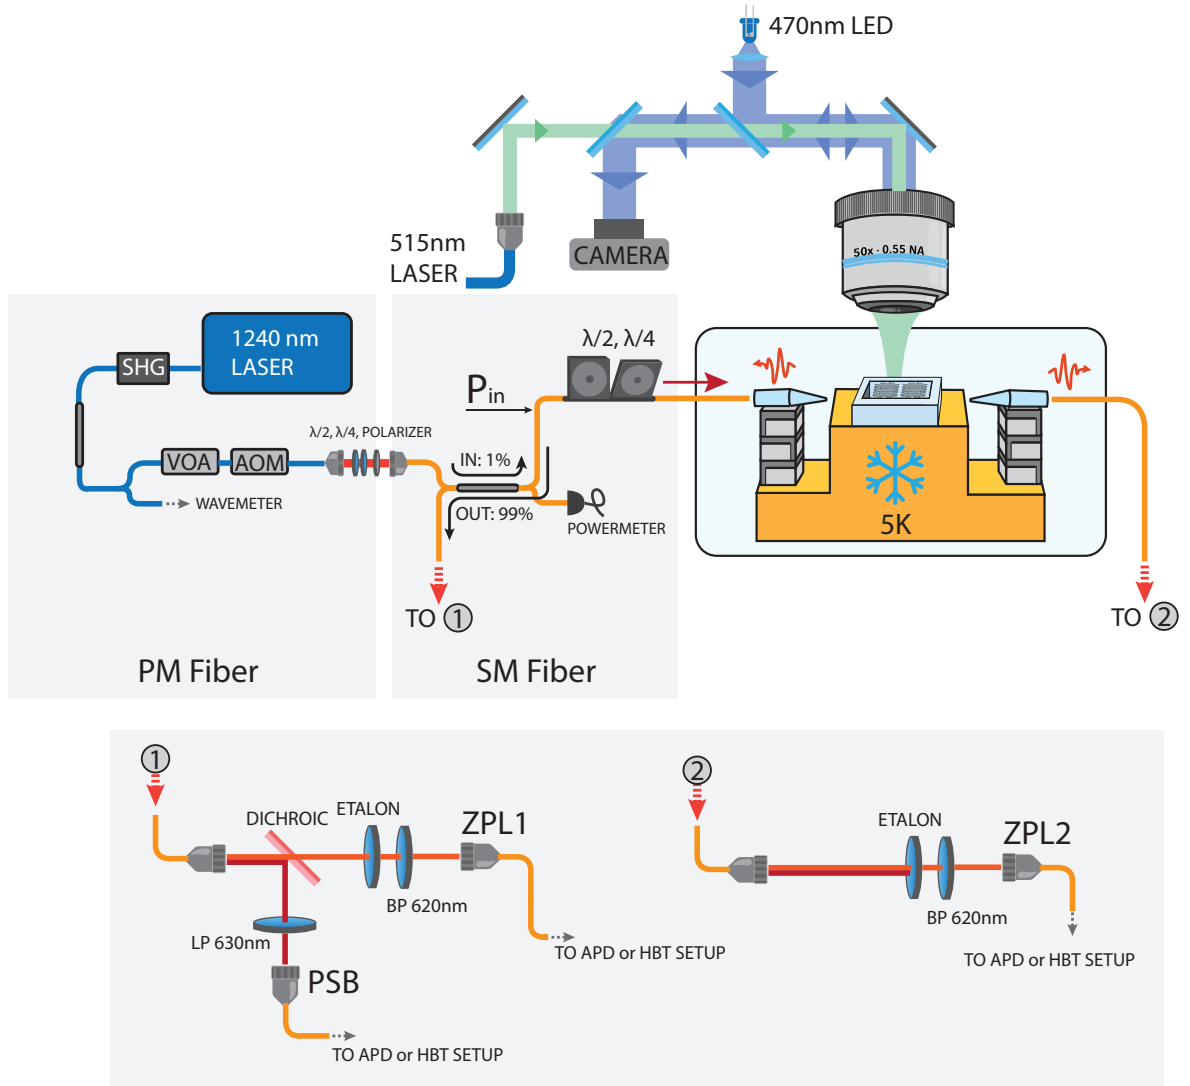 470nm LED
515nm
LASER
CAMERA
50x - 0.55 NA
1240 nm
LASER
SHG
λ/2, λ/4
Pin
λ/2, λ/4, POLARIZER
VOA
AOM
IN: 1%
WAVEMETER
OUT: 99%
POWERMETER
5K
TO 1
TO 2
PM Fiber
SM Fiber
1
DICHROIC
ETALON
ZPL1
BP 620nm
LP 630nm
PSB
TO APD or HBT SETUP
TO APD or HBT SETUP
2
ETALON
ZPL2
BP 620nm
TO APD or HBT SETUP